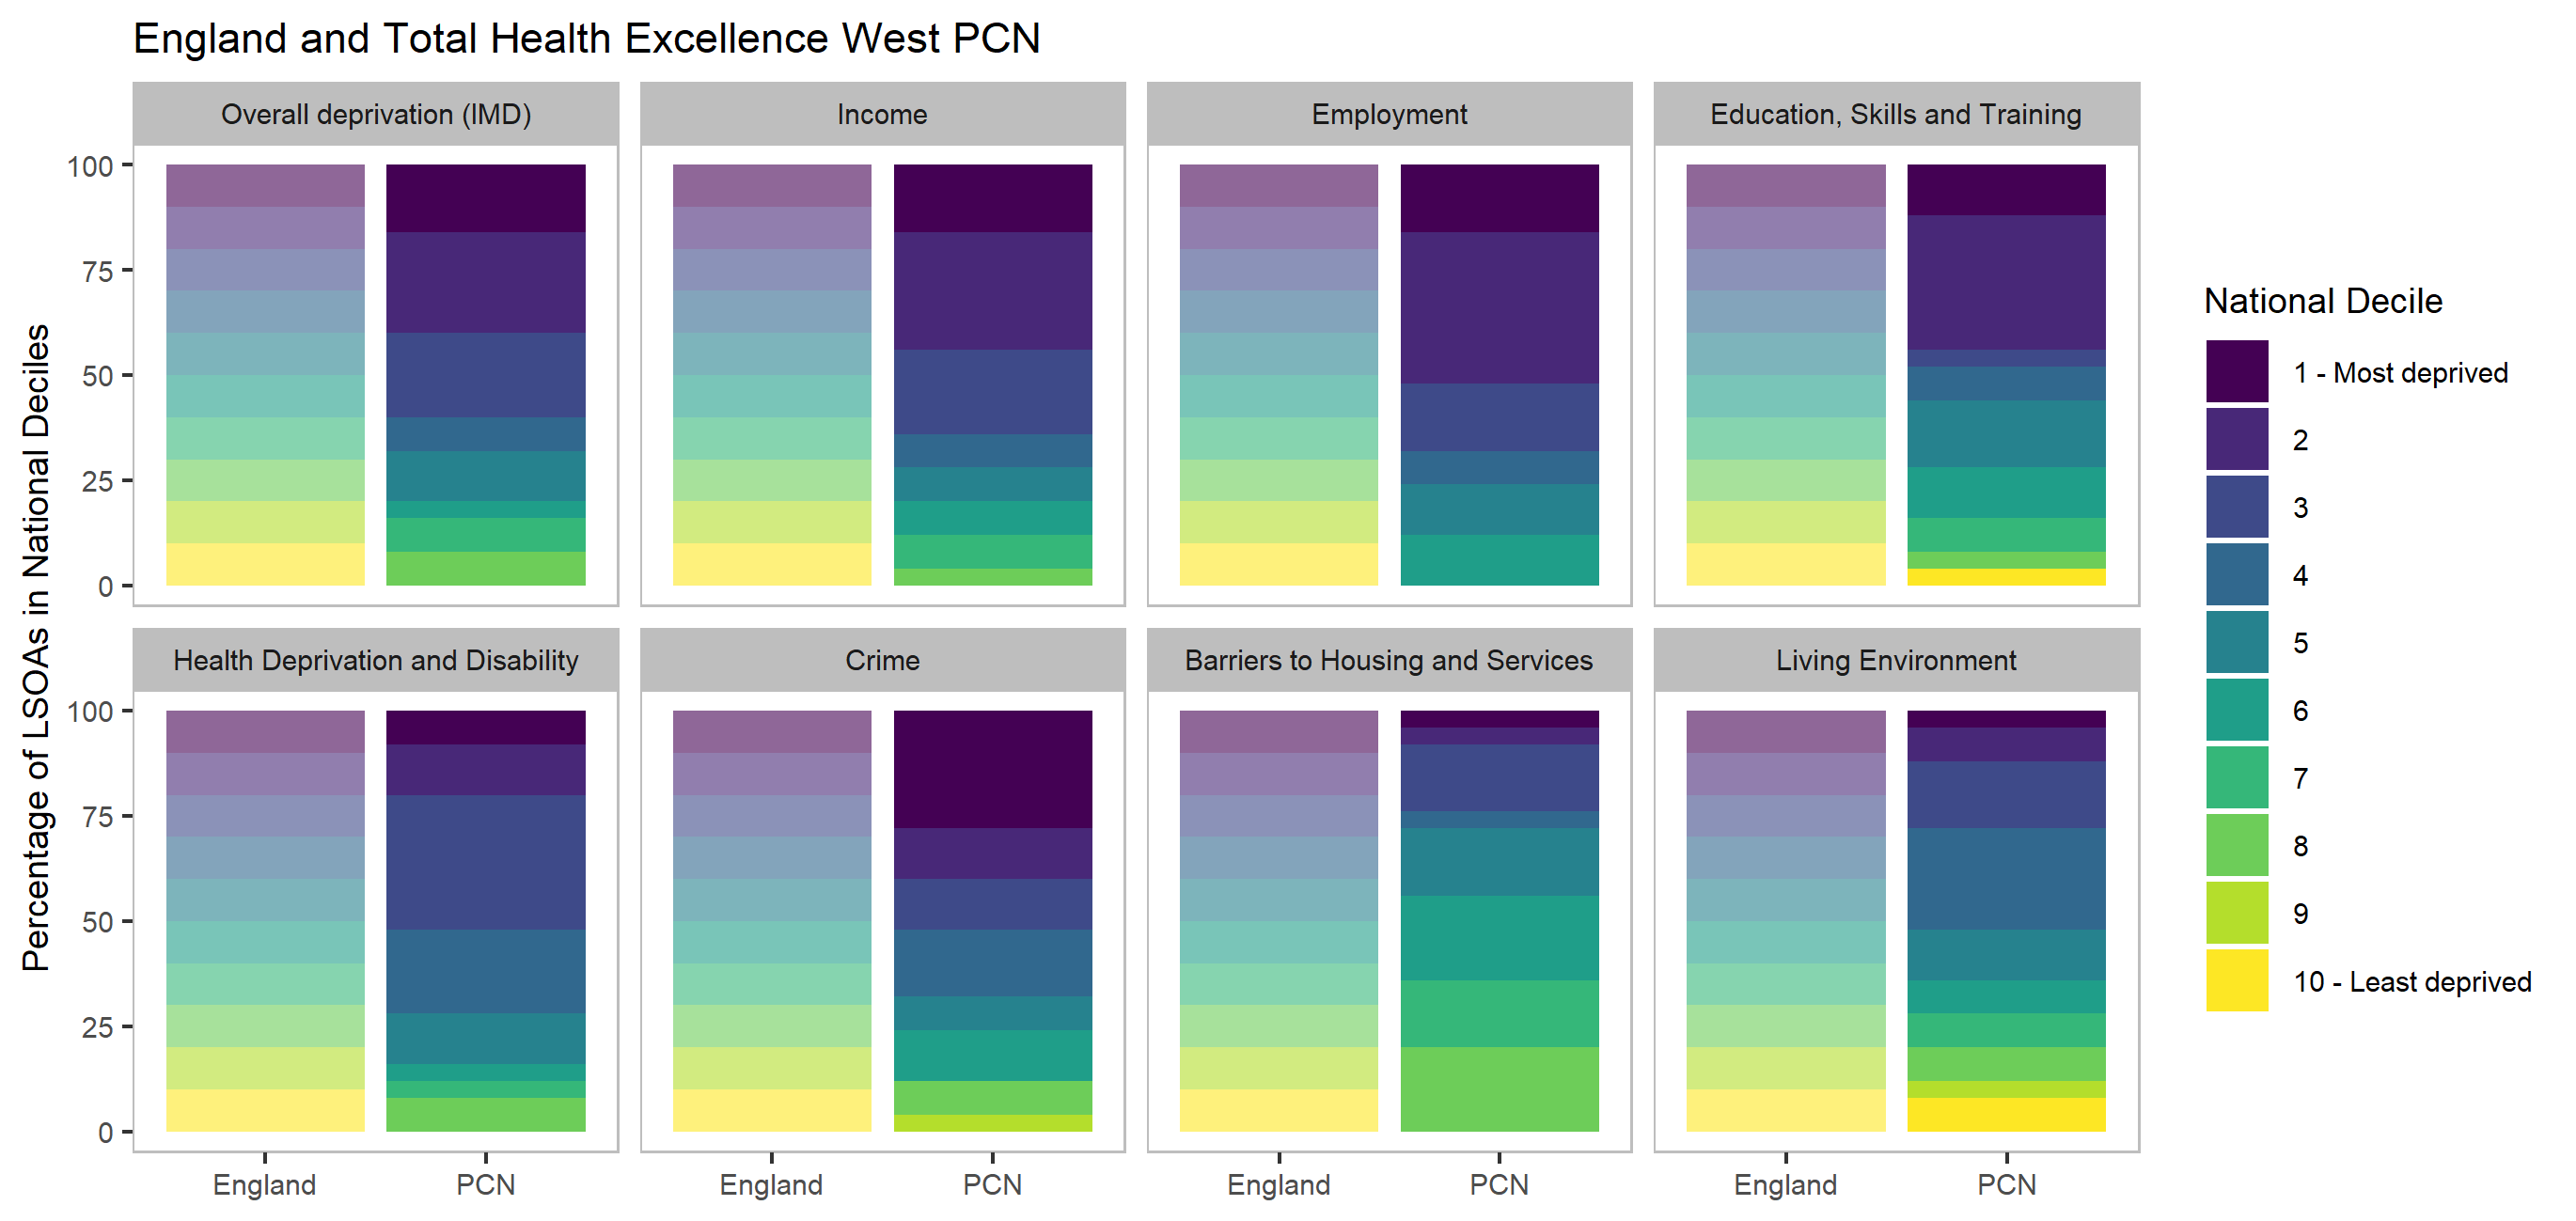 England and Total Health Excellence West PCN
Overall deprivation (IMD)
Income
Employment
Education, Skills and Training
100
75
50
25
0
Health Deprivation and Disability
Crime
Barriers to Housing and Services
Living Environment
100
75
50
25
0
England
PCN
England
PCN
England
PCN
England
PCN
Percentage of LSOAs in National Deciles
National Decile
1 - Most deprived
2
3
4
5
6
7
8
9
10 - Least deprived